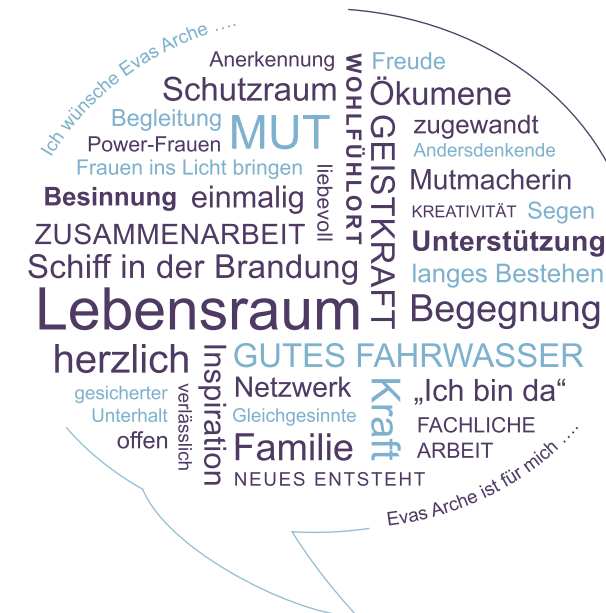 Ich wünsche Evas Arche ....
Anerkennung
Schutzraum
Begleitung
MUT
Power-Frauen
Frauen ins Licht bringen
Besinnung
einmalig
liebevoll
WOHLFÜHLORT
GEISTKRAFT
Freude
Ökumene
zugewandt
Andersdenkende
Mutmacherin
KREATIVITÄT
Segen
Unterstützung
langes Bestehen
Begegnung
ZUSAMMENARBEIT
Schiff in der Brandung
Lebensraum
herzlich
Inspiration
GUTES FAHRWASSER
gesicherter
Unterhalt
verlässlich
offen
Netzwerk
Gleichgesinnte
Familie
Kraft
„Ich bin da“
FACHLICHE
ARBEIT
NEUES ENTSTEHT
Evas Arche ist für mich ....